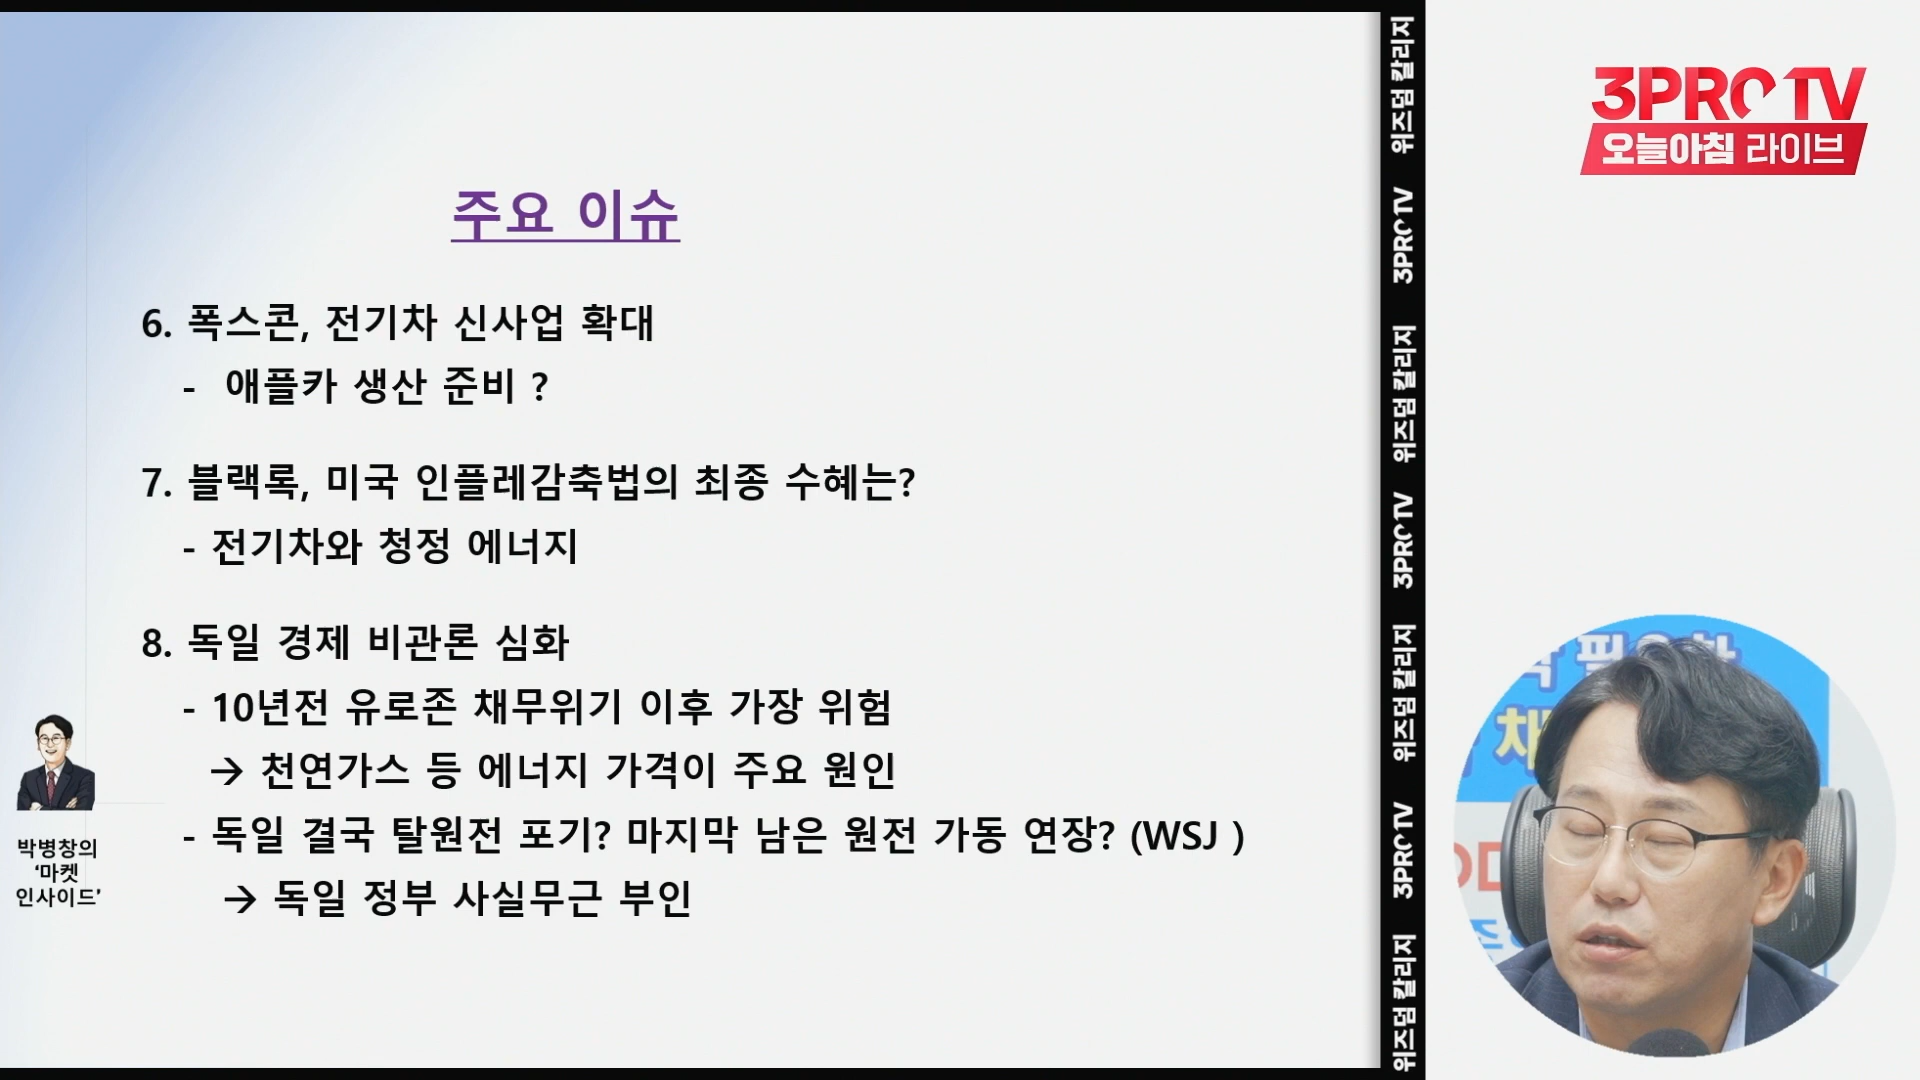 주요 이슈
6. 폭스콘, 전기차 신사업 확대
- 애플카 생산 준비 ?
7. 블랙록, 미국 인플레감축법의 최종 수혜는?
- 전기차와 청정 에너지
8. 독일 경제 비관론 심화
- 10년전 유로존 채무위기 이후 가장 위험
→ 천연가스 등 에너지 가격이 주요 원인
- 독일 결국 탈원전 포기? 마지막 남은 원전 가동 연장? (WSJ )
→ 독일 정부 사실무근 부인
박병창의
‘마켓
인사이드’
위즈덤 칼리지
3PROTV
위즈덤 칼리지
3PROTV
위즈덤 칼리지
3PROTV
위즈덤 칼리지
3PROTV
오늘아침 라이브